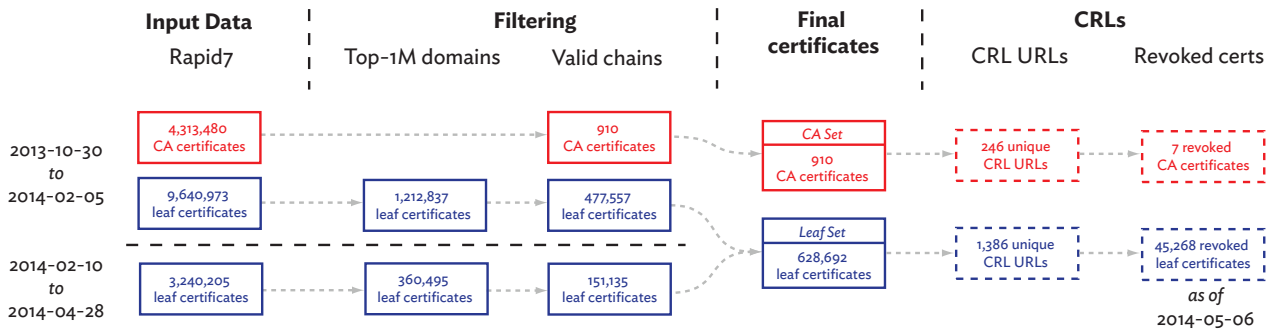 Input Data
Filtering
Final
certificates
CRLs
Rapid7
Top-1M domains
Valid chains
CRL URLs
Revoked certs
2013-10-30
to
2014-02-05
4,313,480
CA certificates
910
CA certificates
CA Set
910
CA certificates
246 unique
CRL URLs
7 revoked
CA certificates
9,640,973
leaf certificates
1,212,837
leaf certificates
477,557
leaf certificates
Leaf Set
628,692
leaf certificates
1,386 unique
CRL URLs
45,268 revoked
leaf certificates
2014-02-10
to
2014-04-28
3,240,205
leaf certificates
360,495
leaf certificates
151,135
leaf certificates
as of
2014-05-06